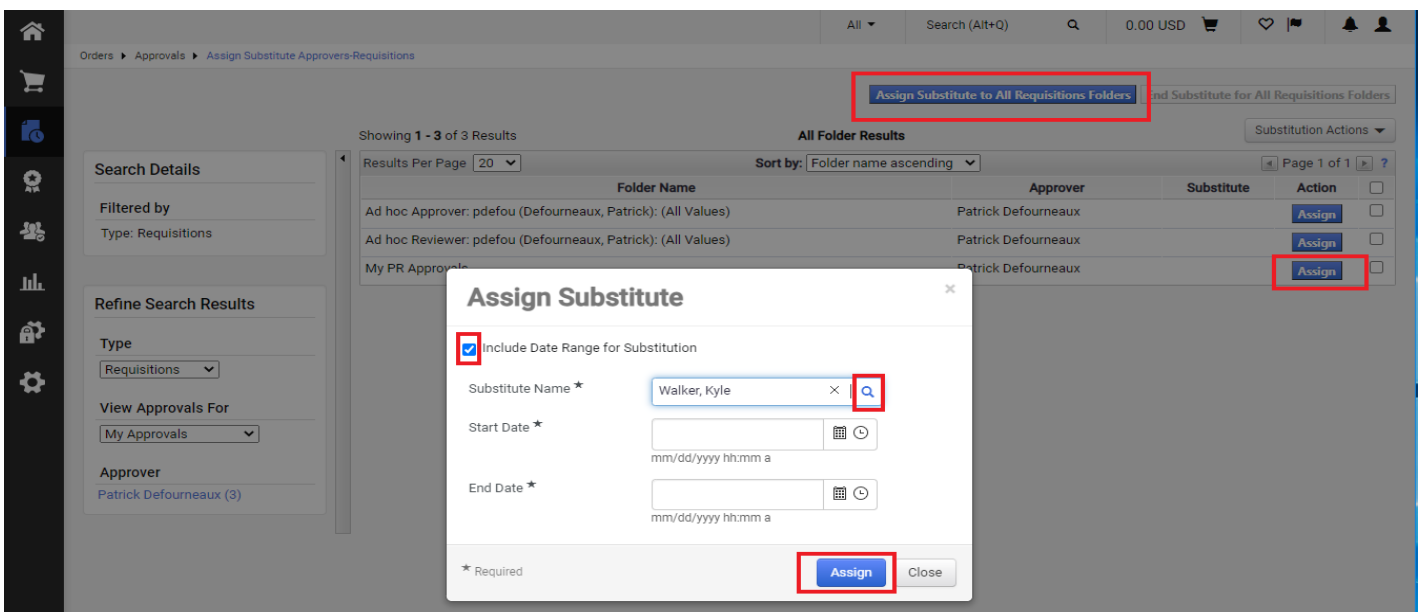 All
Search (Alt+Q)
0.00 USD
Orders Approvals Assign Substitute Approvers-Requisitions
Assign Substitute to All Requisitions Folders
End Substitute for All Requisitions Folders
Showing 1 - 3 of 3 Results
All Folder Results
Substitution Actions
Results Per Page 20
Sort by: Folder name ascending
Page 1 of 1 ?
Folder Name Approver Substitute Action
Ad hoc Approver: pdefou (Defourneaux, Patrick): (All Values) Patrick Defourneaux Assign
Ad hoc Reviewer: pdefou (Defourneaux, Patrick): (All Values) Patrick Defourneaux Assign
My PR Approvals Patrick Defourneaux Assign
Search Details
Filtered by
Type: Requisitions
Refine Search Results
Type
Requisitions
View Approvals For
My Approvals
Approver
Patrick Defourneaux (3)
Assign Substitute
Include Date Range for Substitution
Substitute Name ★ Walker, Kyle
Start Date ★
mm/dd/yyyy hh:mm a
End Date ★
mm/dd/yyyy hh:mm a
★ Required
Assign
Close